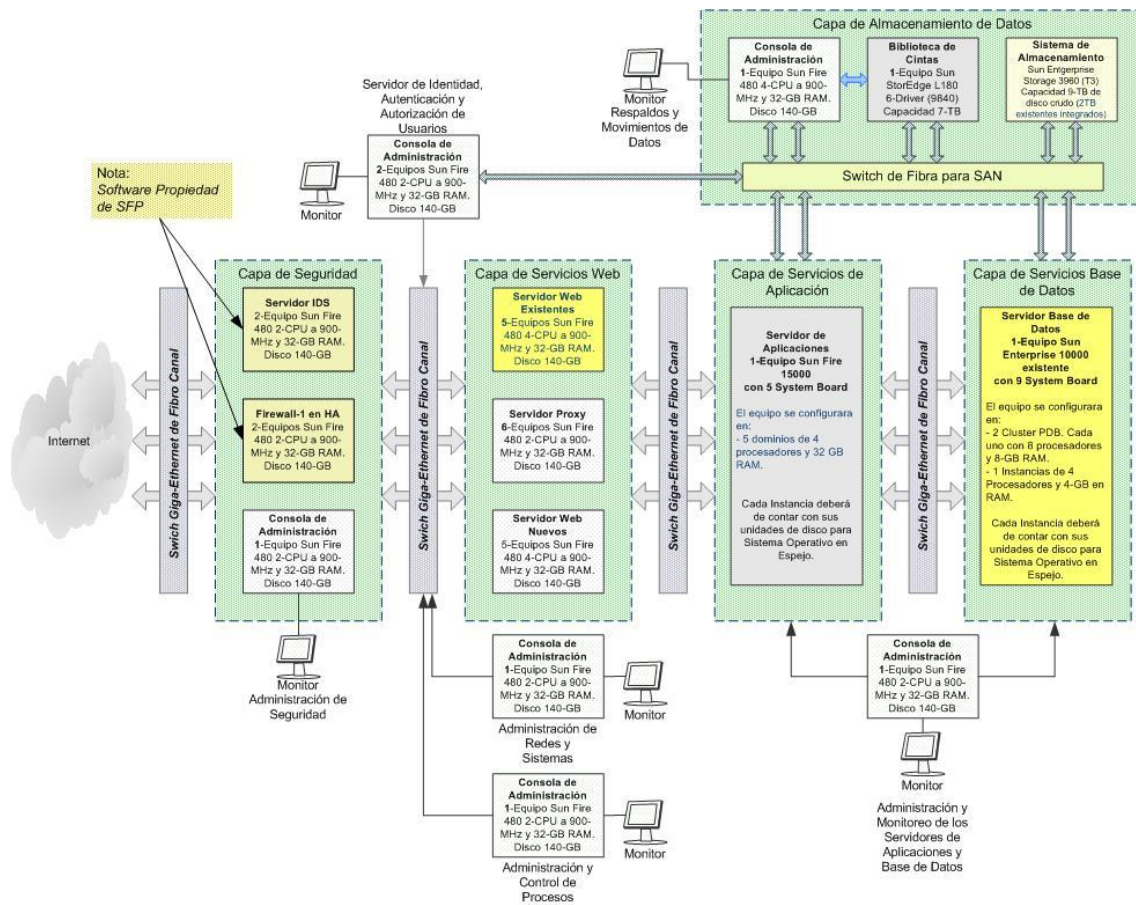 Capa de Almacenamiento de Datos
Consola de
Administración
1-Equipo Sun Fire
480 4-CPU a 900-
MHz y 32-GB RAM.
Disco 140-GB
Biblioteca de
Cintas
1-Equipo Sun
StorEdge L180
6-Driver (9840)
Capacidad 7-TB
Sistema de
Almacenamiento
Sun Entgerprise
Storage 3960 (T3)
Capacidad 9-TB de
disco crudo (2TB
existentes integrados)
Monitor
Respaldos y
Movimientos de
Datos
Switch de Fibra para SAN
Servidor de Identidad,
Autenticación y
Autorización de
Usuarios
Consola de
Administración
2-Equipos Sun Fire
480 2-CPU a 900-
MHz y 32-GB RAM.
Disco 140-GB
Monitor
Nota:
Software Propiedad
de SFP
Internet
Swich Giga-Ethernet de Fibro Canal
Capa de Seguridad
Servidor IDS
2-Equipo Sun Fire
480 2-CPU a 900-
MHz y 32-GB RAM.
Disco 140-GB
Firewall-1 en HA
2-Equipos Sun Fire
480 2-CPU a 900-
MHz y 32-GB RAM.
Disco 140-GB
Consola de
Administración
1-Equipo Sun Fire
480 2-CPU a 900-
MHz y 32-GB RAM.
Disco 140-GB
Monitor
Administración de
Seguridad
Swich Giga-Ethernet de Fibro Canal
Capa de Servicios Web
Servidor Web
Existentes
5-Equipos Sun Fire
480 4-CPU a 900-
MHz y 32-GB RAM.
Disco 140-GB
Servidor Proxy
6-Equipos Sun Fire
480 2-CPU a 900-
MHz y 32-GB RAM.
Disco 140-GB
Servidor Web
Nuevos
5-Equipos Sun Fire
480 4-CPU a 900-
MHz y 32-GB RAM.
Disco 140-GB
Swich Giga-Ethernet de Fibro Canal
Capa de Servicios de
Aplicación
Servidor de
Aplicaciones
1-Equipo Sun Fire
15000
con 5 System Board
El equipo se configurara
en:
- 5 dominios de 4
procesadores y 32 GB
RAM.
Cada Instancia deberá
de contar con sus
unidades de disco para
Sistema Operativo en
Espejo.
Swich Giga-Ethernet de Fibro Canal
Capa de Servicios Base
de Datos
Servidor Base de
Datos
1-Equipo Sun
Enterprise 10000
existente
con 9 System Board
El equipo se configurara
en:
- 2 Cluster PDB. Cada
uno con 8 procesadores
y 8-GB RAM.
- 1 Instancias de 4
Procesadores y 4-GB en
RAM.
Cada Instancia deberá
de contar con sus
unidades de disco para
Sistema Operativo en
Espejo.
Consola de
Administración
1-Equipo Sun Fire
480 2-CPU a 900-
MHz y 32-GB RAM.
Disco 140-GB
Monitor
Administración de
Redes y
Sistemas
Consola de
Administración
1-Equipo Sun Fire
480 2-CPU a 900-
MHz y 32-GB RAM.
Disco 140-GB
Monitor
Administración y
Control de
Procesos
Consola de
Administración
1-Equipo Sun Fire
480 2-CPU a 900-
MHz y 32-GB RAM.
Disco 140-GB
Monitor
Administración y
Monitoreo de los
Servidores de
Aplicaciones y
Base de Datos